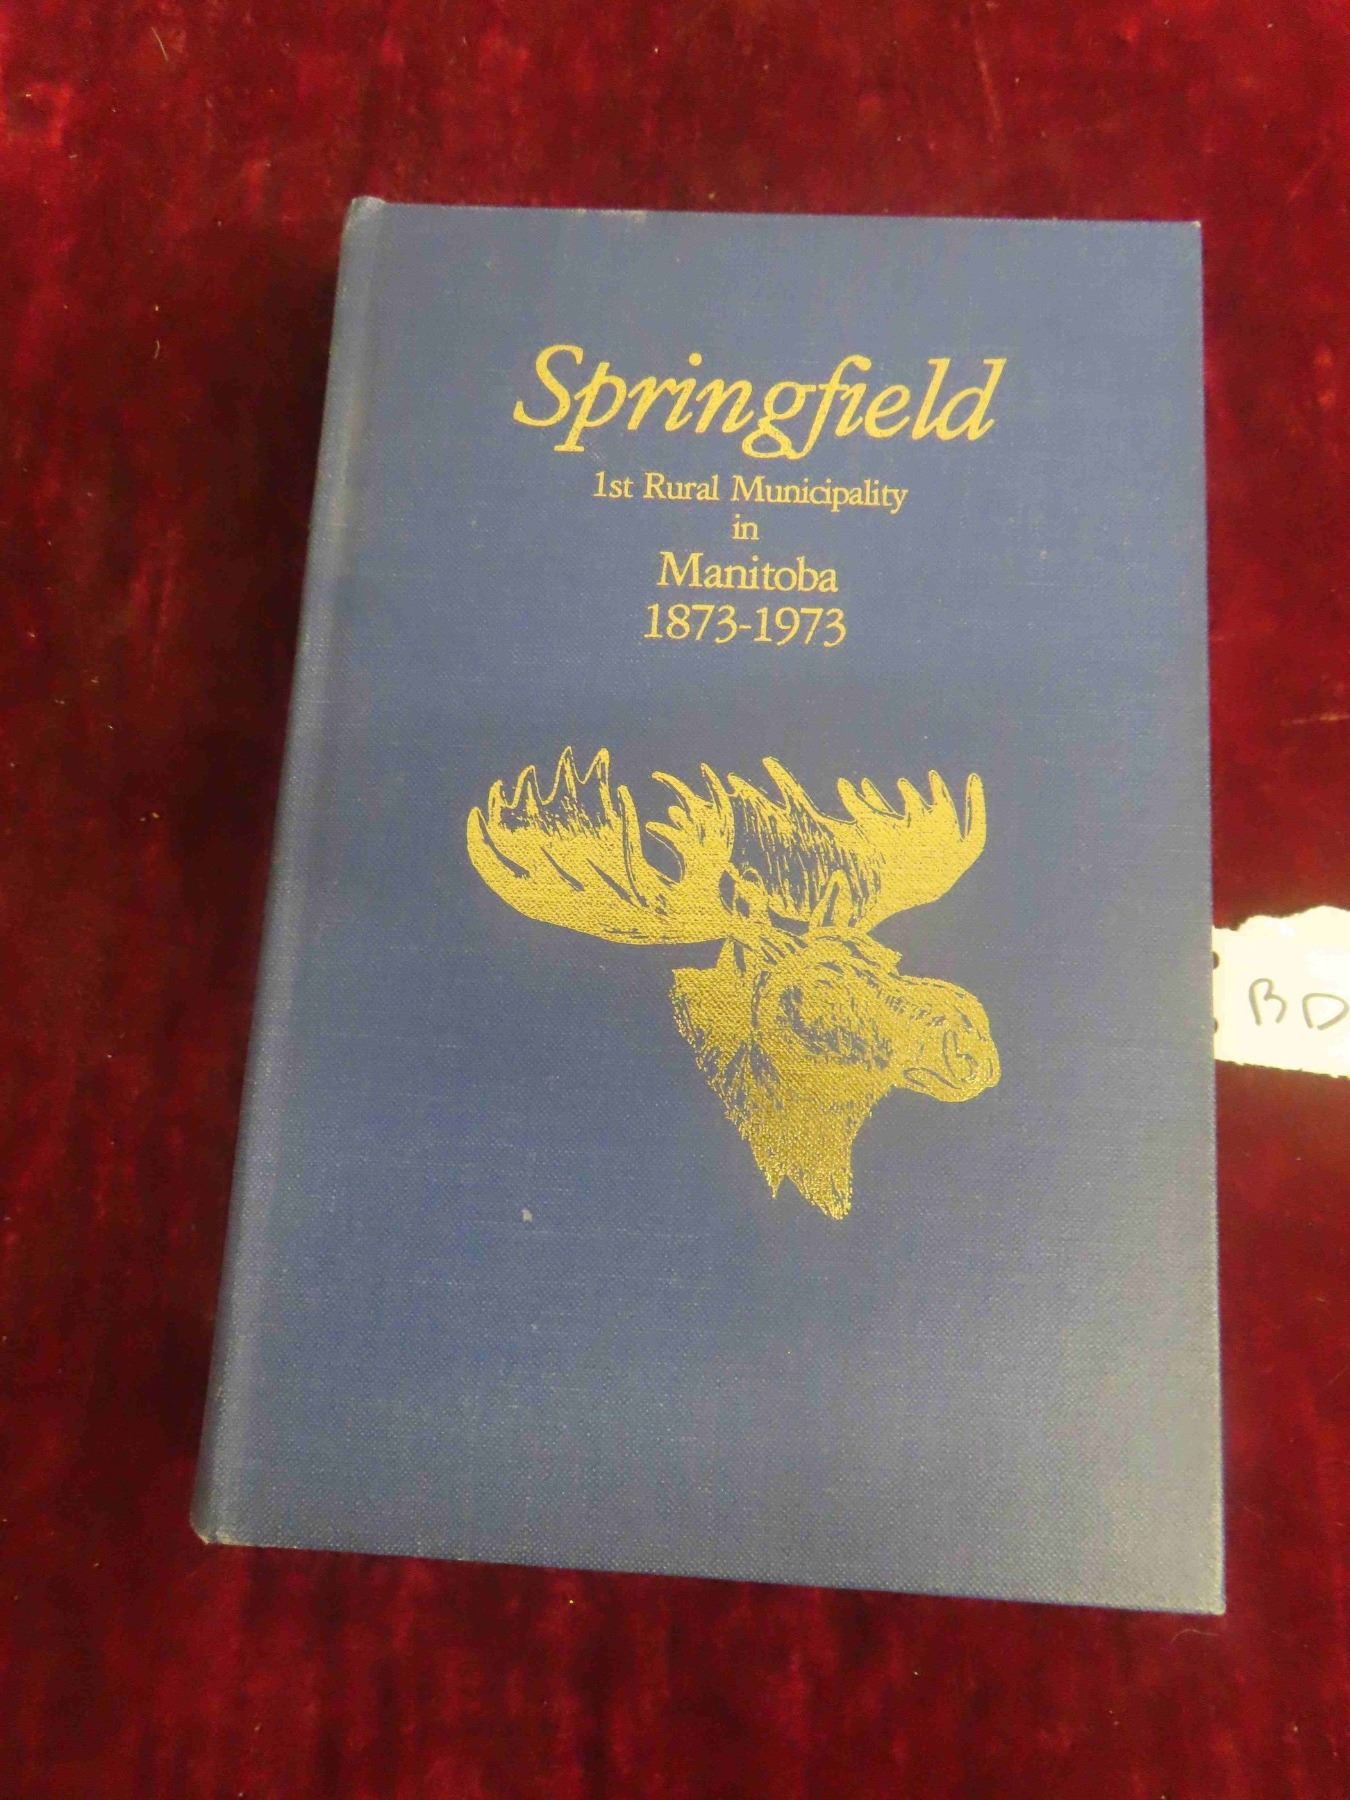 Springfield
1st Rural Municipality
in
Manitoba
1873-1973
BD